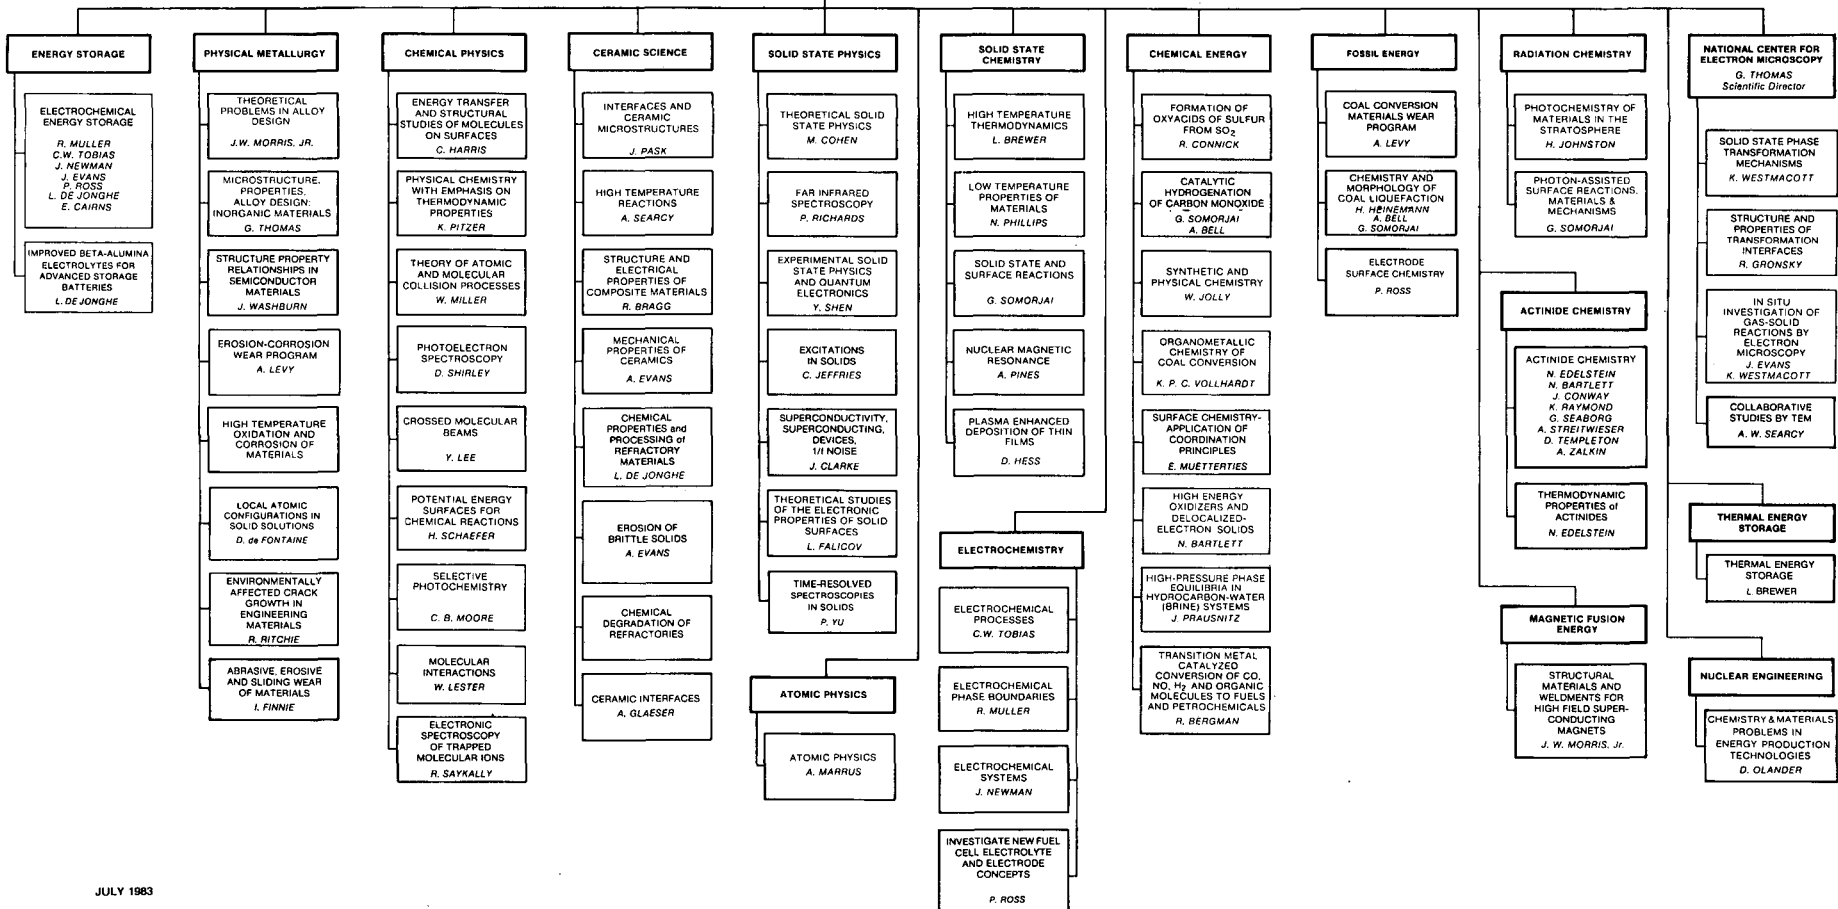 ENERGY STORAGE
ELECTROCHEMICAL
ENERGY STORAGE
R. MULLER
C.W. TOBIAS
J. NEWMAN
J. EVANS
P. ROSS
L. DE JONGHE
E. CAIRNS
IMPROVED BETA-ALUMINA
ELECTROLYTES FOR
ADVANCED STORAGE
BATTERIES
L. DE JONGHE
PHYSICAL METALLURGY
THEORETICAL
PROBLEMS IN ALLOY
DESIGN
J.W. MORRIS, JR.
MICROSTRUCTURE,
PROPERTIES,
ALLOY DESIGN:
INORGANIC MATERIALS
G. THOMAS
STRUCTURE PROPERTY
RELATIONSHIPS IN
SEMICONDUCTOR
MATERIALS
J. WASHBURN
EROSION-CORROSION
WEAR PROGRAM
A. LEVY
HIGH TEMPERATURE
OXIDATION AND
CORROSION OF
MATERIALS
LOCAL ATOMIC
CONFIGURATIONS IN
SOLID SOLUTIONS
D. de FONTAINE
ENVIRONMENTALLY
AFFECTED CRACK
GROWTH IN
ENGINEERING
MATERIALS
R. RITCHIE
ABRASIVE, EROSIVE
AND SLIDING WEAR
OF MATERIALS
I. FINNIE
CHEMICAL PHYSICS
ENERGY TRANSFER
AND STRUCTURAL
STUDIES OF MOLECULES
ON SURFACES
C. HARRIS
PHYSICAL CHEMISTRY
WITH EMPHASIS ON
THERMODYNAMIC
PROPERTIES
K. PITZER
THEORY OF ATOMIC
AND MOLECULAR
COLLISION PROCESSES
W. MILLER
PHOTOELECTRON
SPECTROSCOPY
D. SHIRLEY
CROSSED MOLECULAR
BEAMS
Y. LEE
POTENTIAL ENERGY
SURFACES FOR
CHEMICAL REACTIONS
H. SCHAEFER
SELECTIVE
PHOTOCHEMISTRY
C. B. MOORE
MOLECULAR
INTERACTIONS
W. LESTER
ELECTRONIC
SPECTROSCOPY
OF TRAPPED
MOLECULAR IONS
R. SAYKALLY
CERAMIC SCIENCE
INTERFACES AND
CERAMIC
MICROSTRUCTURES
J. PASK
HIGH TEMPERATURE
REACTIONS
A. SEARCY
STRUCTURE AND
ELECTRICAL
PROPERTIES OF
COMPOSITE MATERIALS
R. BRAGG
MECHANICAL
PROPERTIES OF
CERAMICS
A. EVANS
CHEMICAL
PROPERTIES and
PROCESSING of
REFRACTORY
MATERIALS
L. DE JONGHE
EROSION OF
BRITTLE SOLIDS
A. EVANS
CHEMICAL
DEGRADATION OF
REFRACTORIES
CERAMIC INTERFACES
A. GLAESER
SOLID STATE PHYSICS
THEORETICAL SOLID
STATE PHYSICS
M. COHEN
FAR INFRARED
SPECTROSCOPY
P. RICHARDS
EXPERIMENTAL SOLID
STATE PHYSICS
AND QUANTUM
ELECTRONICS
Y. SHEN
EXCITATIONS
IN SOLIDS
C. JEFFRIES
SUPERCONDUCTIVITY,
SUPERCONDUCTING,
DEVICES,
1/f NOISE
J. CLARKE
THEORETICAL STUDIES
OF THE ELECTRONIC
PROPERTIES OF SOLID
SURFACES
L. FALICOV
TIME-RESOLVED
SPECTROSCOPIES
IN SOLIDS
P. YU
ATOMIC PHYSICS
ATOMIC PHYSICS
A. MARRUS
SOLID STATE
CHEMISTRY
HIGH TEMPERATURE
THERMODYNAMICS
L. BREWER
LOW TEMPERATURE
PROPERTIES OF
MATERIALS
N. PHILLIPS
SOLID STATE AND
SURFACE REACTIONS
G. SOMORJAI
NUCLEAR MAGNETIC
RESONANCE
A. PINES
PLASMA ENHANCED
DEPOSITION OF THIN
FILMS
D. HESS
ELECTROCHEMISTRY
ELECTROCHEMICAL
PROCESSES
C.W. TOBIAS
ELECTROCHEMICAL
PHASE BOUNDARIES
R. MULLER
ELECTROCHEMICAL
SYSTEMS
J. NEWMAN
INVESTIGATE NEW FUEL
CELL ELECTROLYTE
AND ELECTRODE
CONCEPTS
P. ROSS
CHEMICAL ENERGY
FORMATION OF
OXYACIDS OF SULFUR
FROM SO2
R. CONNICK
CATALYTIC
HYDROGENATION
OF CARBON MONOXIDE
G. SOMORJAI
A. BELL
SYNTHETIC AND
PHYSICAL CHEMISTRY
W. JOLLY
ORGANOMETALLIC
CHEMISTRY OF
COAL CONVERSION
K. P. C. VOLLHARDT
SURFACE CHEMISTRY-
APPLICATION OF
COORDINATION
PRINCIPLES
E. MUETTERTIES
HIGH ENERGY
OXIDIZERS AND
DELOCALIZED-
ELECTRON SOLIDS
N. BARTLETT
HIGH-PRESSURE PHASE
EQUILIBRIA IN
HYDROCARBON-WATER
(BRINE) SYSTEMS
J. PRAUSNITZ
TRANSITION METAL
CATALYZED
CONVERSION OF CO,
NO, H2 AND ORGANIC
MOLECULES TO FUELS
AND PETROCHEMICALS
R. BERGMAN
FOSSIL ENERGY
COAL CONVERSION
MATERIALS WEAR
PROGRAM
A. LEVY
CHEMISTRY AND
MORPHOLOGY OF
COAL LIQUEFACTION
H. HEINEMANN
A. BELL
G. SOMORJAI
ELECTRODE
SURFACE CHEMISTRY
P. ROSS
RADIATION CHEMISTRY
PHOTOCHEMISTRY OF
MATERIALS IN THE
STRATOSPHERE
H. JOHNSTON
PHOTON-ASSISTED
SURFACE REACTIONS,
MATERIALS &
MECHANISMS
G. SOMORJAI
ACTINIDE CHEMISTRY
ACTINIDE CHEMISTRY
N. EDELSTEIN
N. BARTLETT
J. CONWAY
K. RAYMOND
G. SEABORG
A. STREITWIESER
D. TEMPLETON
A. ZALKIN
THERMODYNAMIC
PROPERTIES of
ACTINIDES
N. EDELSTEIN
MAGNETIC FUSION
ENERGY
STRUCTURAL
MATERIALS AND
WELDMENTS FOR
HIGH FIELD SUPER-
CONDUCTING
MAGNETS
J. W. MORRIS, Jr.
NATIONAL CENTER FOR
ELECTRON MICROSCOPY
G. THOMAS
Scientific Director
SOLID STATE PHASE
TRANSFORMATION
MECHANISMS
K. WESTMACOTT
STRUCTURE AND
PROPERTIES OF
TRANSFORMATION
INTERFACES
R. GRONSKY
IN SITU
INVESTIGATION OF
GAS-SOLID
REACTIONS BY
ELECTRON
MICROSCOPY
J. EVANS
K. WESTMACOTT
COLLABORATIVE
STUDIES BY TEM
A. W. SEARCY
THERMAL ENERGY
STORAGE
THERMAL ENERGY
STORAGE
L. BREWER
NUCLEAR ENGINEERING
CHEMISTRY & MATERIALS
PROBLEMS IN
ENERGY PRODUCTION
TECHNOLOGIES
D. OLANDER
JULY 1983